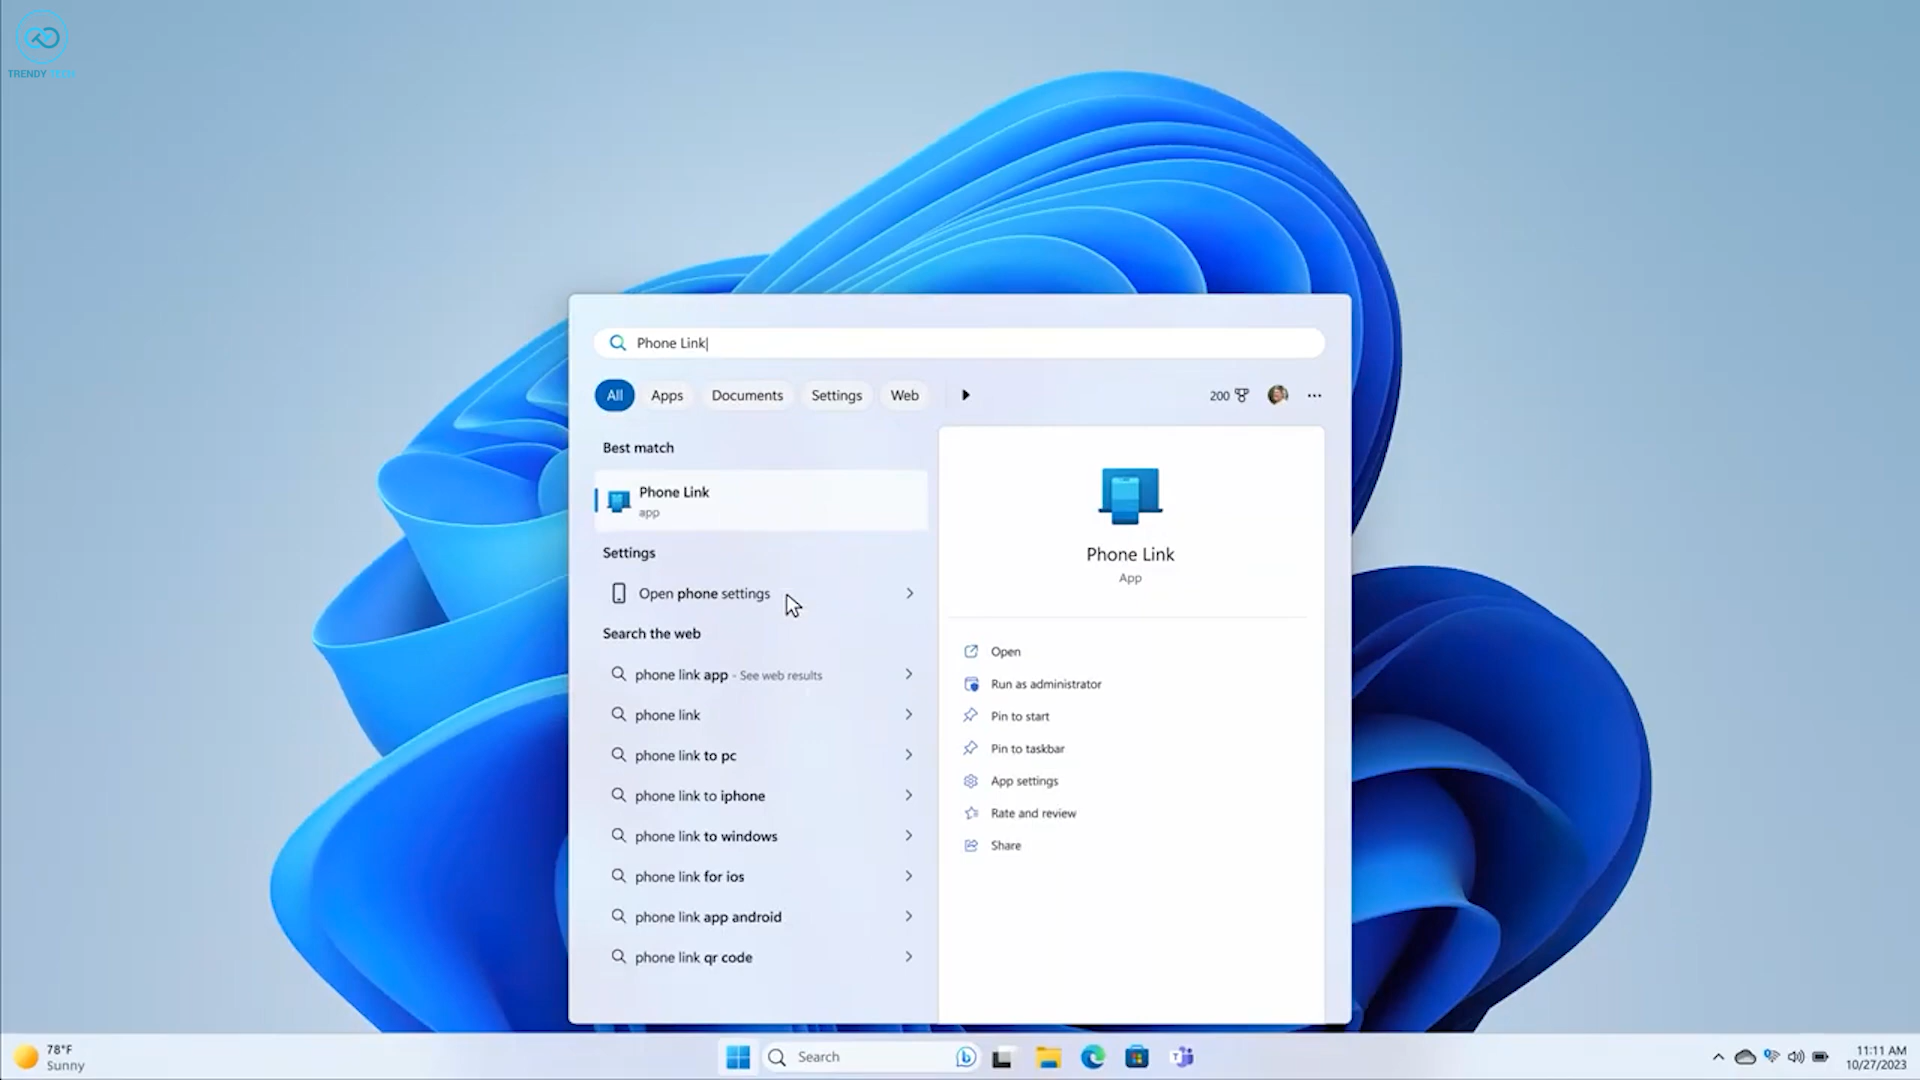 TRENDY TECH
Phone Link
All
Apps
Documents
Settings
Web
200
Best match
Phone Link
app
Settings
Open phone settings
Search the web
phone link app - See web results
phone link
phone link to pc
phone link to iphone
phone link to windows
phone link for ios
phone link app android
phone link qr code
Phone Link
App
Open
Run as administrator
Pin to start
Pin to taskbar
App settings
Rate and review
Share
78°F
Sunny
Search
11:11 AM
10/27/2023